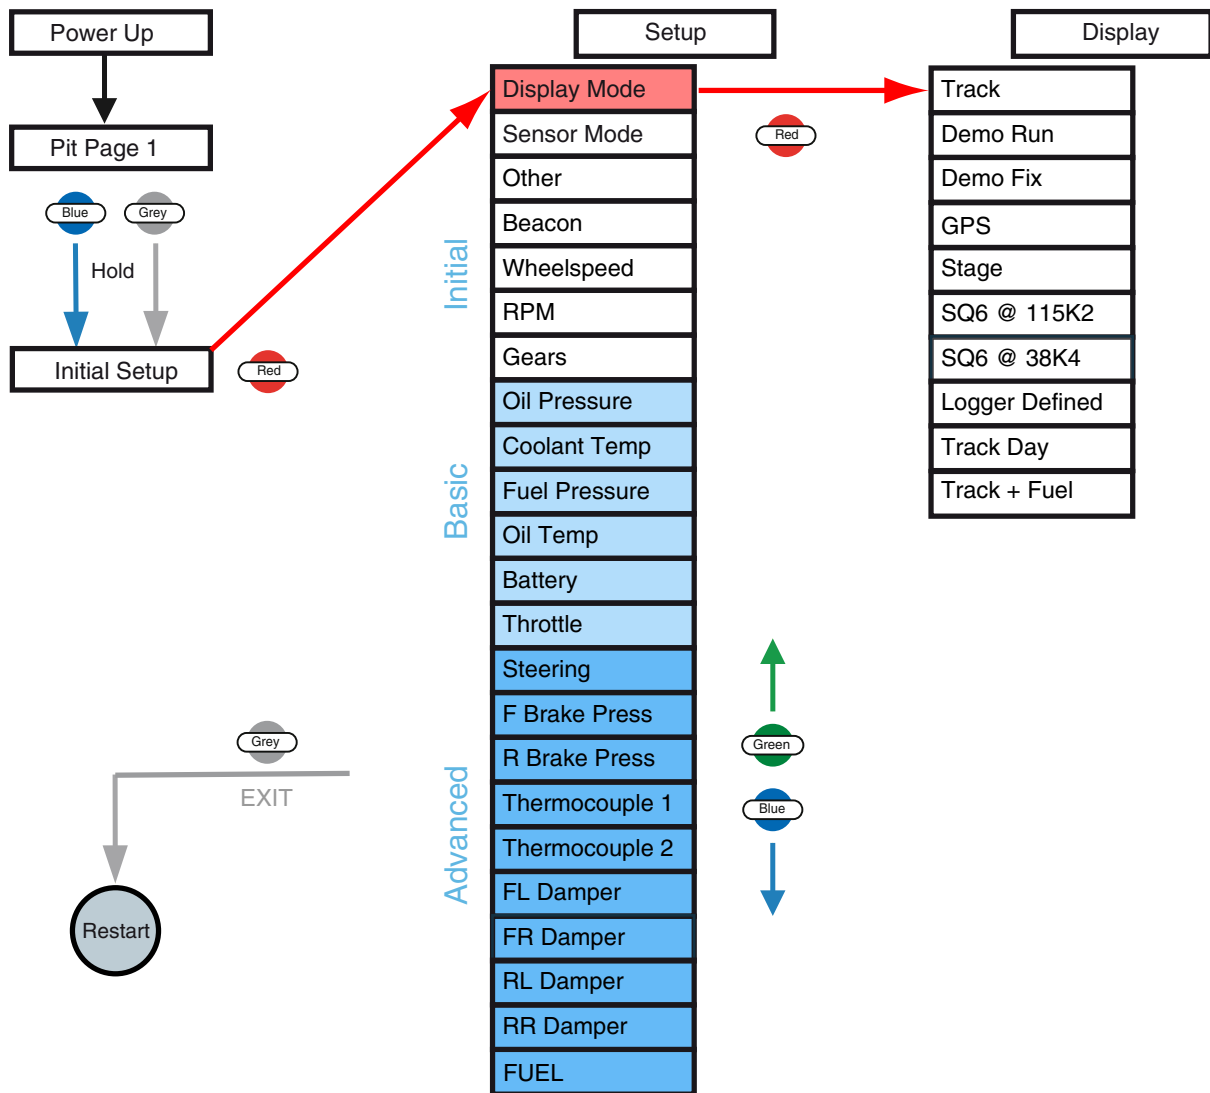 Power Up
Pit Page 1
Blue
Grey
Hold
Initial Setup
Red
Grey
EXIT
Restart
Setup
Initial
Basic
Advanced
Display Mode
Sensor Mode
Other
Beacon
Wheelspeed
RPM
Gears
Oil Pressure
Coolant Temp
Fuel Pressure
Oil Temp
Battery
Throttle
Steering
F Brake Press
R Brake Press
Thermocouple 1
Thermocouple 2
FL Damper
FR Damper
RL Damper
RR Damper
FUEL
Red
Green
Blue
Display
Track
Demo Run
Demo Fix
GPS
Stage
SQ6 @ 115K2
SQ6 @ 38K4
Logger Defined
Track Day
Track + Fuel